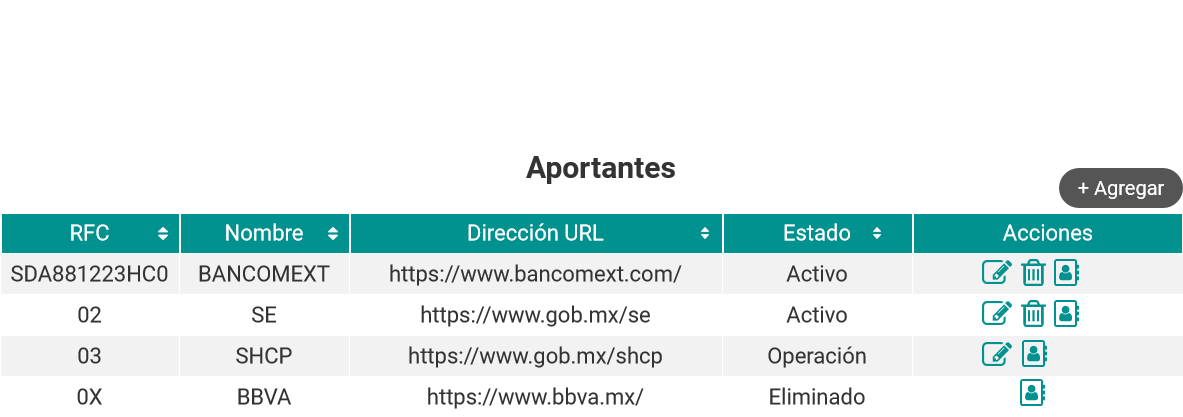 Aportantes
+ Agregar
RFC Nombre Dirección URL Estado Acciones
SDA881223HC0 BANCOMEXT https://www.bancomext.com/ Activo
02 SE https://www.gob.mx/se Activo
03 SHCP https://www.gob.mx/shcp Operación
0X BBVA https://www.bbva.mx/ Eliminado